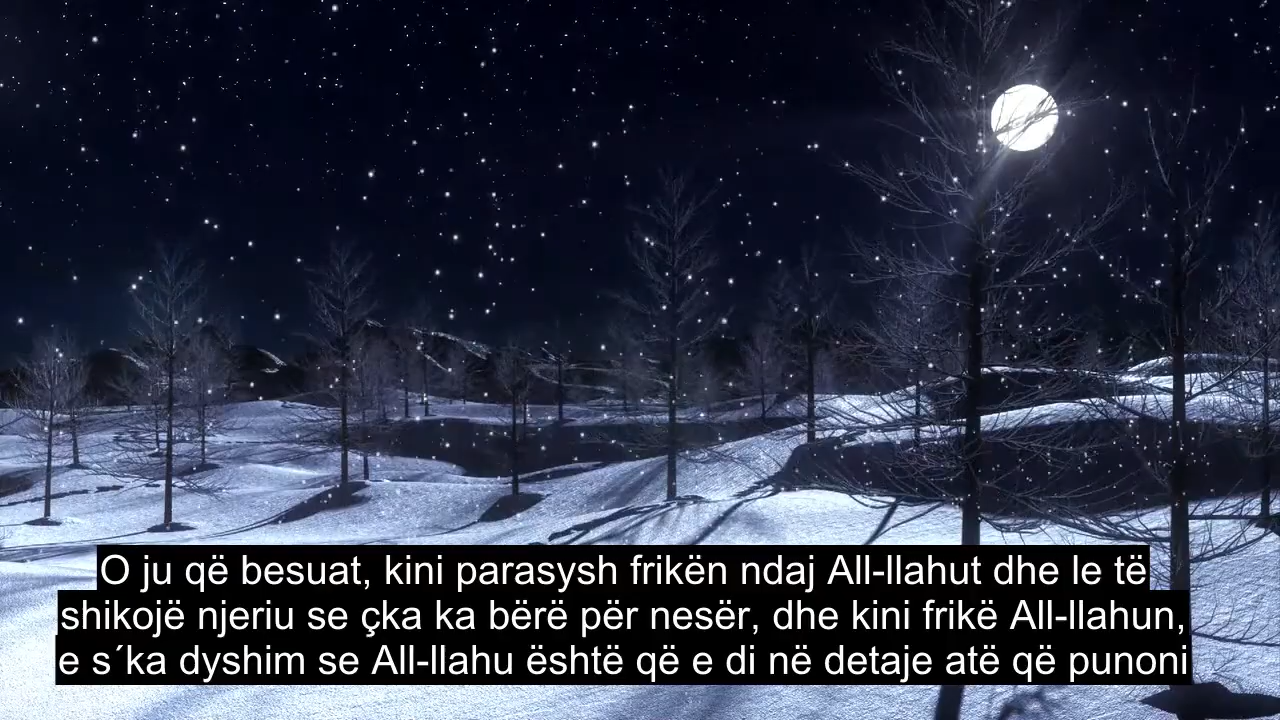 O ju që besuat, kini parasysh frikën ndaj All-llahut dhe le të
shikojë njeriu se çka ka bërë për nesër, dhe kini frikë All-llahun,
e s´ka dyshim se All-llahu është që e di në detaje atë që punoni